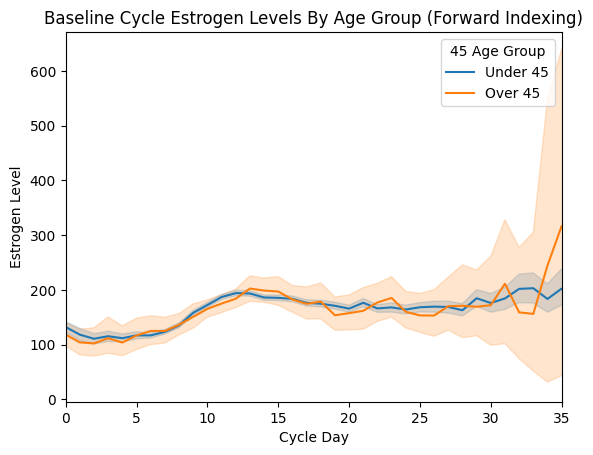 Baseline Cycle Estrogen Levels By Age Group (Forward Indexing)
45 Age Group
Under 45
Over 45
Estrogen Level
600
500
400
300
200
100
0
0 5 10 15 20 25 30 35
Cycle Day